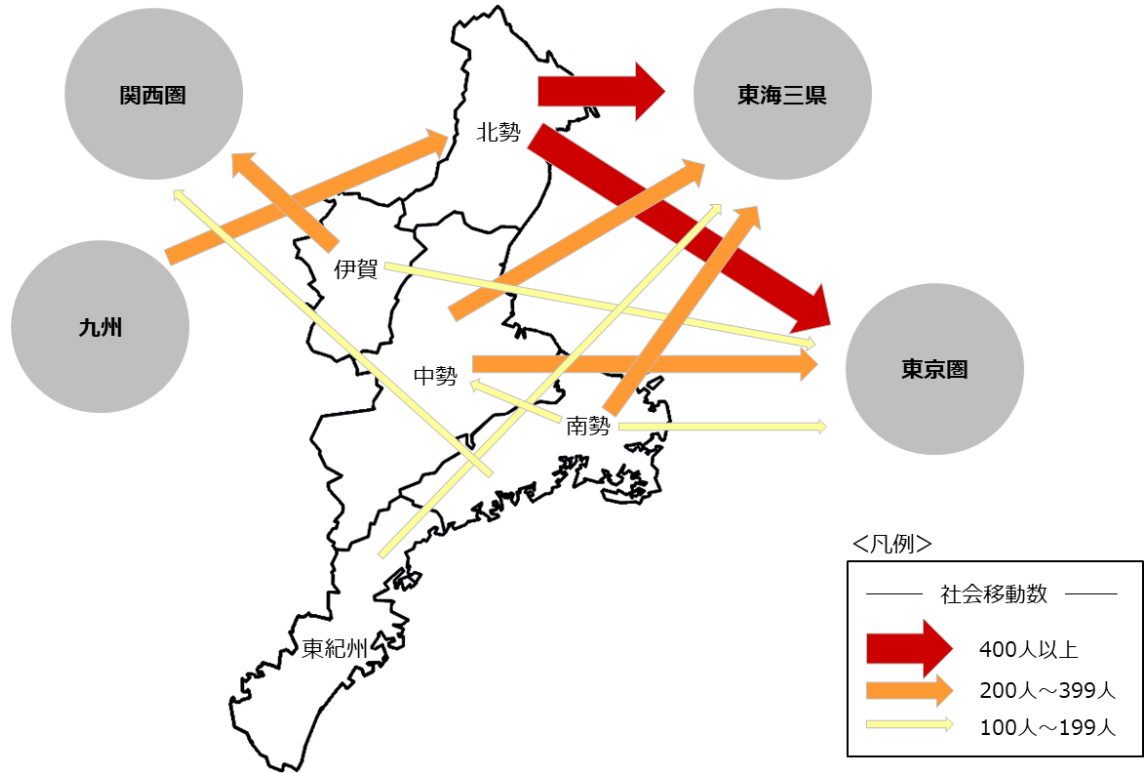 関西圏
東海三県
北勢
伊賀
九州
中勢
東京圏
南勢
東紀州
＜凡例＞
社会移動数
400人以上
200人～399人
100人～199人